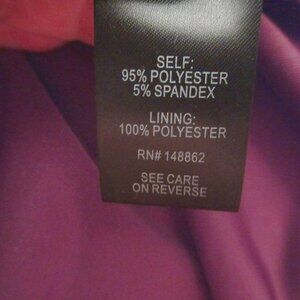 SELF:
95% POLYESTER
5% SPANDEX
LINING:
100% POLYESTER
RN# 148862
SEE CARE
ON REVERSE